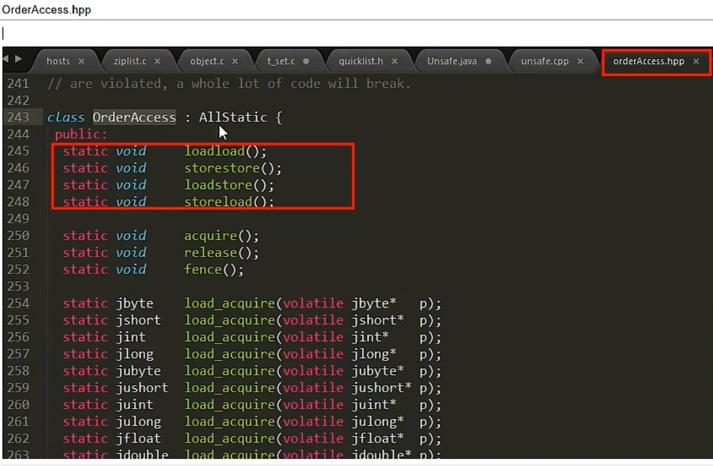 OrderAccess.hpp
hosts × ziplist.c × object.c × t_set.c quicklist.h × Unsafe.java unsafe.cpp × orderAccess.hpp ×
241 // are violated, a whole lot of code will break.
242
243 class OrderAccess : AllStatic {
244 public:
245 static void loadload();
246 static void storestore();
247 static void loadstore();
248 static void storeload();
249
250 static void acquire();
251 static void release();
252 static void fence();
253
254 static jbyte load_acquire(volatile jbyte* p);
255 static jshort load_acquire(volatile jshort* p);
256 static jint load_acquire(volatile jint* p);
257 static jlong load_acquire(volatile jlong* p);
258 static jubyte load_acquire(volatile jubyte* p);
259 static jushort load_acquire(volatile jushort* p);
260 static juint load_acquire(volatile juint* p);
261 static julong load_acquire(volatile julong* p);
262 static jfloat load_acquire(volatile jfloat* p);
263 static jdouble load_acquire(volatile jdouble* p);